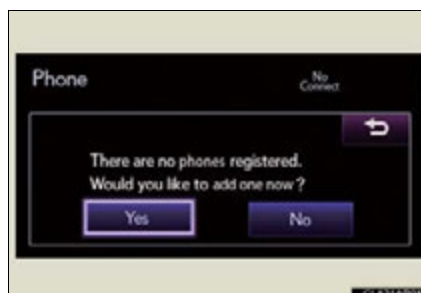 Phone
No
Connect
There are no phones registered.
Would you like to add one now?
Yes
No